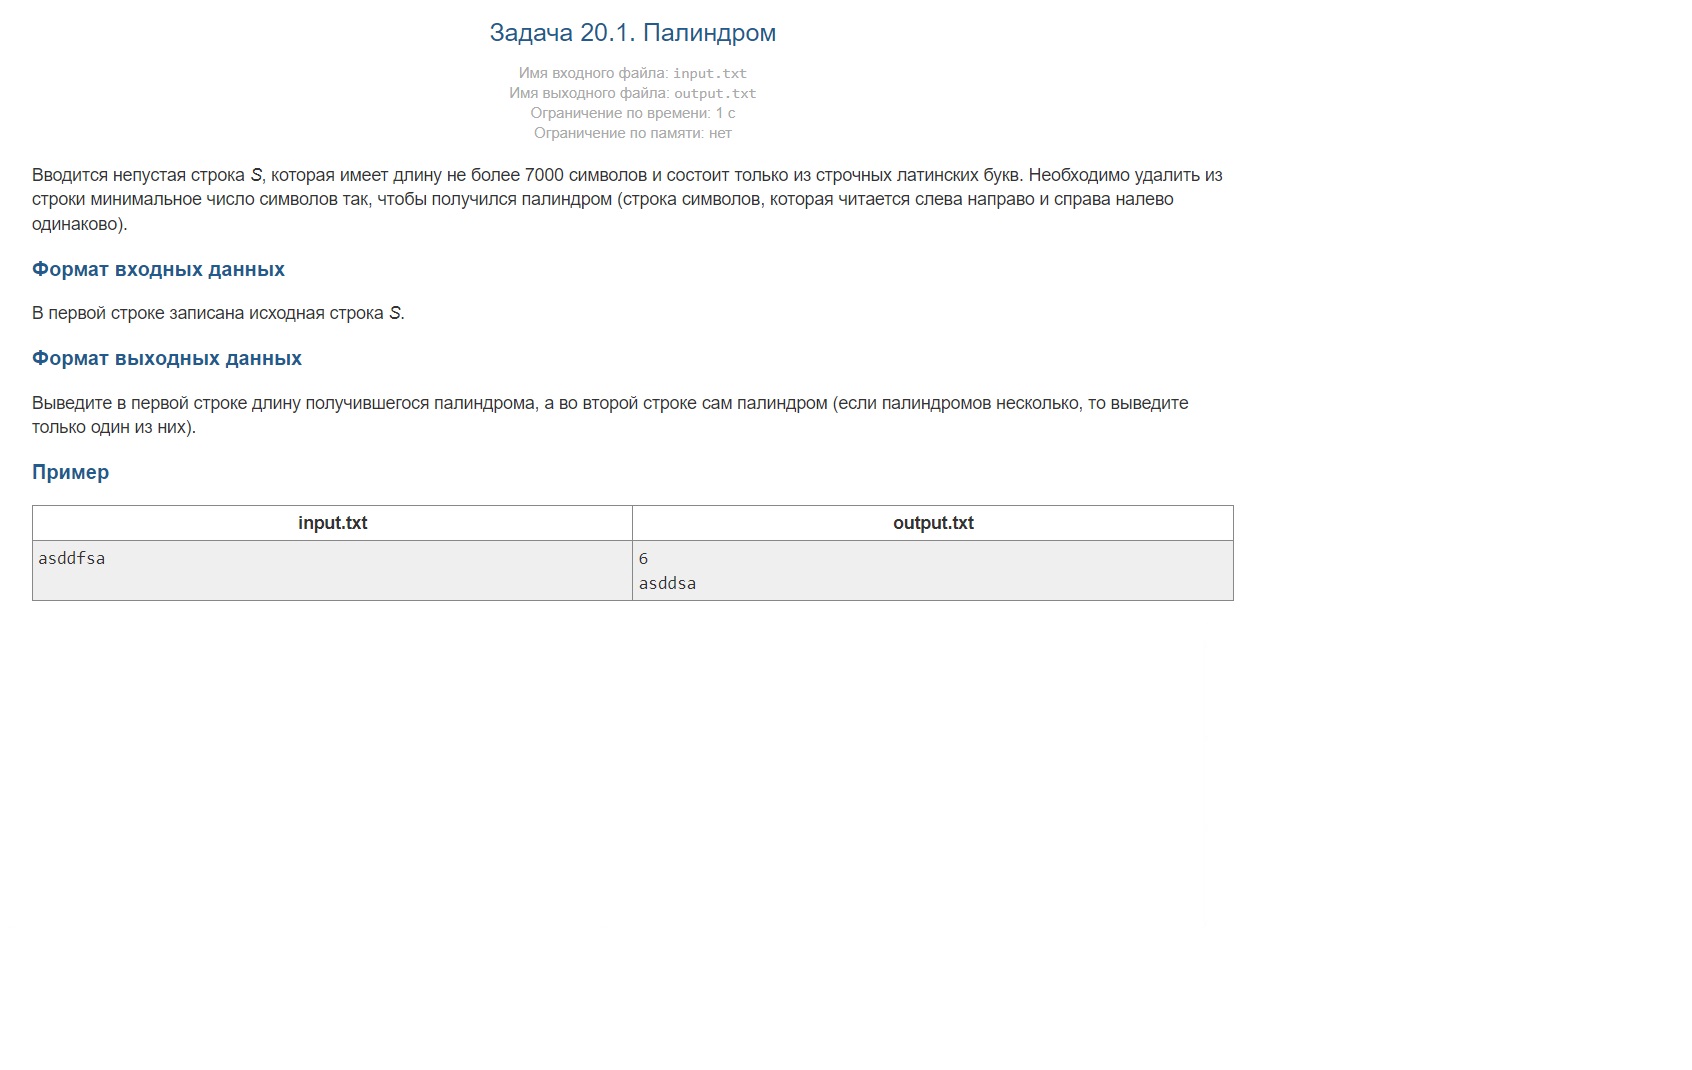 Задача 20.1. Палиндром
Имя входного файла: input.txt
Имя выходного файла: output.txt
Ограничение по времени: 1 с
Ограничение по памяти: нет
Вводится непустая строка S, которая имеет длину не более 7000 символов и состоит только из строчных латинских букв. Необходимо удалить из
строки минимальное число символов так, чтобы получился палиндром (строка символов, которая читается слева направо и справа налево
одинаково).
Формат входных данных
В первой строке записана исходная строка S.
Формат выходных данных
Выведите в первой строке длину получившегося палиндрома, а во второй строке сам палиндром (если палиндромов несколько, то выведите
только один из них).
Пример
input.txt output.txt
asddfsa 6
asddsa